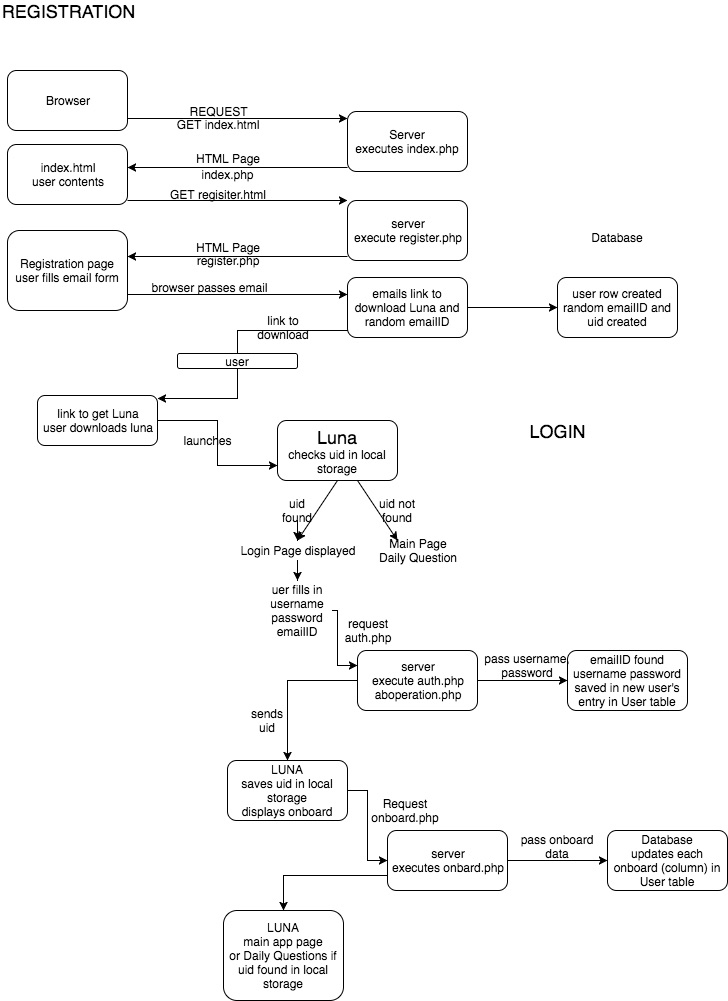 REGISTRATION
Browser
REQUEST
GET index.html
Server
executes index.php
index.html
user contents
HTML Page
index.php
GET regisiter.html
server
execute register.php
Database
Registration page
user fills email form
HTML Page
register.php
browser passes email
emails link to
download Luna and
random emailID
user row created
random emailID and
uid created
link to
download
user
link to get Luna
user downloads luna
launches
Luna
checks uid in local
storage
LOGIN
uid
found
uid not
found
Login Page displayed
Main Page
Daily Question
uer fills in
username
password
emailID
request
auth.php
server
execute auth.php
aboperation.php
pass username,
password
emailID found
username password
saved in new user's
entry in User table
sends
uid
LUNA
saves uid in local
storage
displays onboard
Request
onboard.php
server
executes onbard.php
pass onboard
data
Database
updates each
onboard (column) in
User table
LUNA
main app page
or Daily Questions if
uid found in local
storage